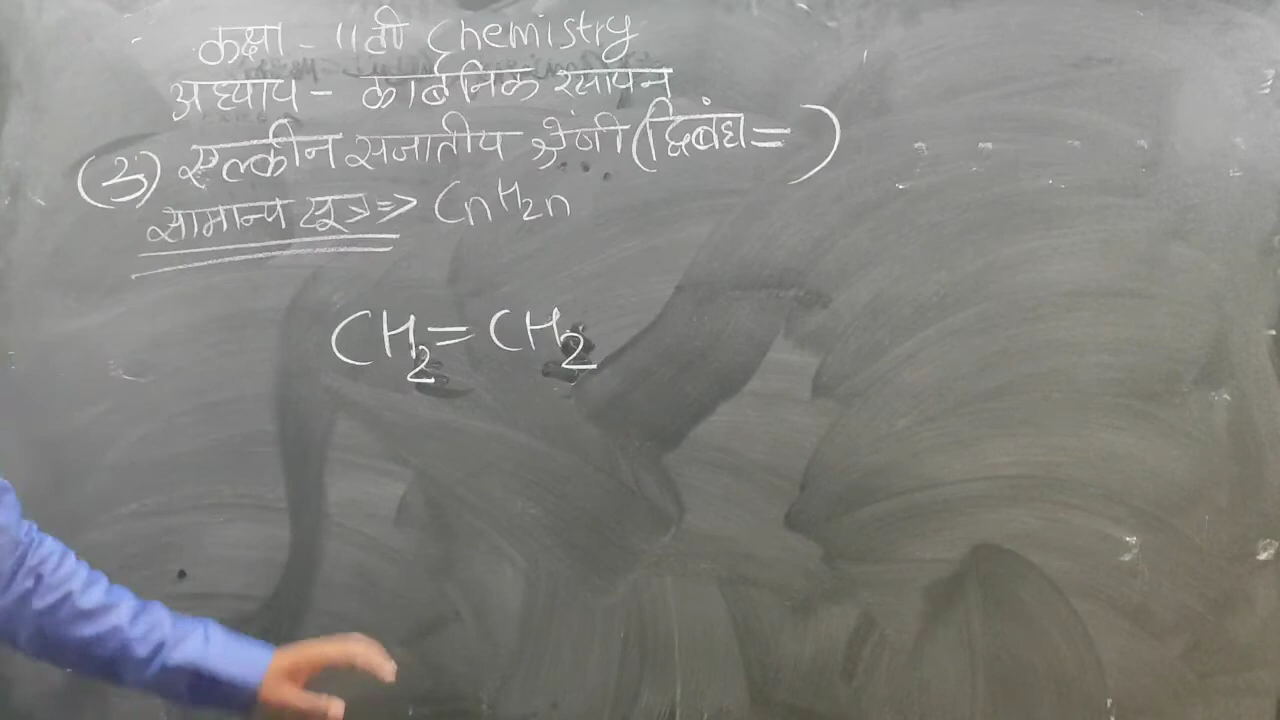 कक्षा - 11वी Chemistry
अध्याय - कार्बनिक रसायन
(3) एल्कीन सजातीय श्रेणी (द्विबंध = )
सामान्य सूत्र => CnH2n
CH2 = CH2